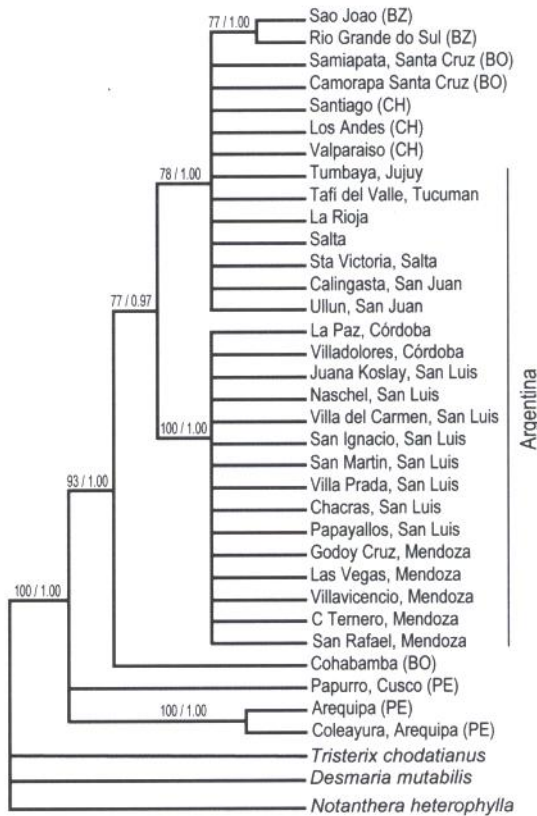 77 / 1.00
Sao Joao (BZ)
Rio Grande do Sul (BZ)
Samiapata, Santa Cruz (BO)
Camorapa Santa Cruz (BO)
Santiago (CH)
Los Andes (CH)
Valparaiso (CH)
78 / 1.00
Tumbaya, Jujuy
Tafi del Valle, Tucuman
La Rioja
Salta
Sta Victoria, Salta
Calingasta, San Juan
77 / 0.97
Ullun, San Juan
La Paz, Córdoba
Villadolores, Córdoba
Juana Koslay, San Luis
Naschel, San Luis
Villa del Carmen, San Luis
100 / 1.00
San Ignacio, San Luis
San Martin, San Luis
93 / 1.00
Villa Prada, San Luis
Chacras, San Luis
Papayallos, San Luis
Godoy Cruz, Mendoza
Las Vegas, Mendoza
100 / 1.00
Villavicencio, Mendoza
C Ternero, Mendoza
San Rafael, Mendoza
Argentina
Cohabamba (BO)
Papurro, Cusco (PE)
100 / 1.00
Arequipa (PE)
Coleayura, Arequipa (PE)
Tristerix chodatianus
Desmaria mutabilis
Notanthera heterophylla